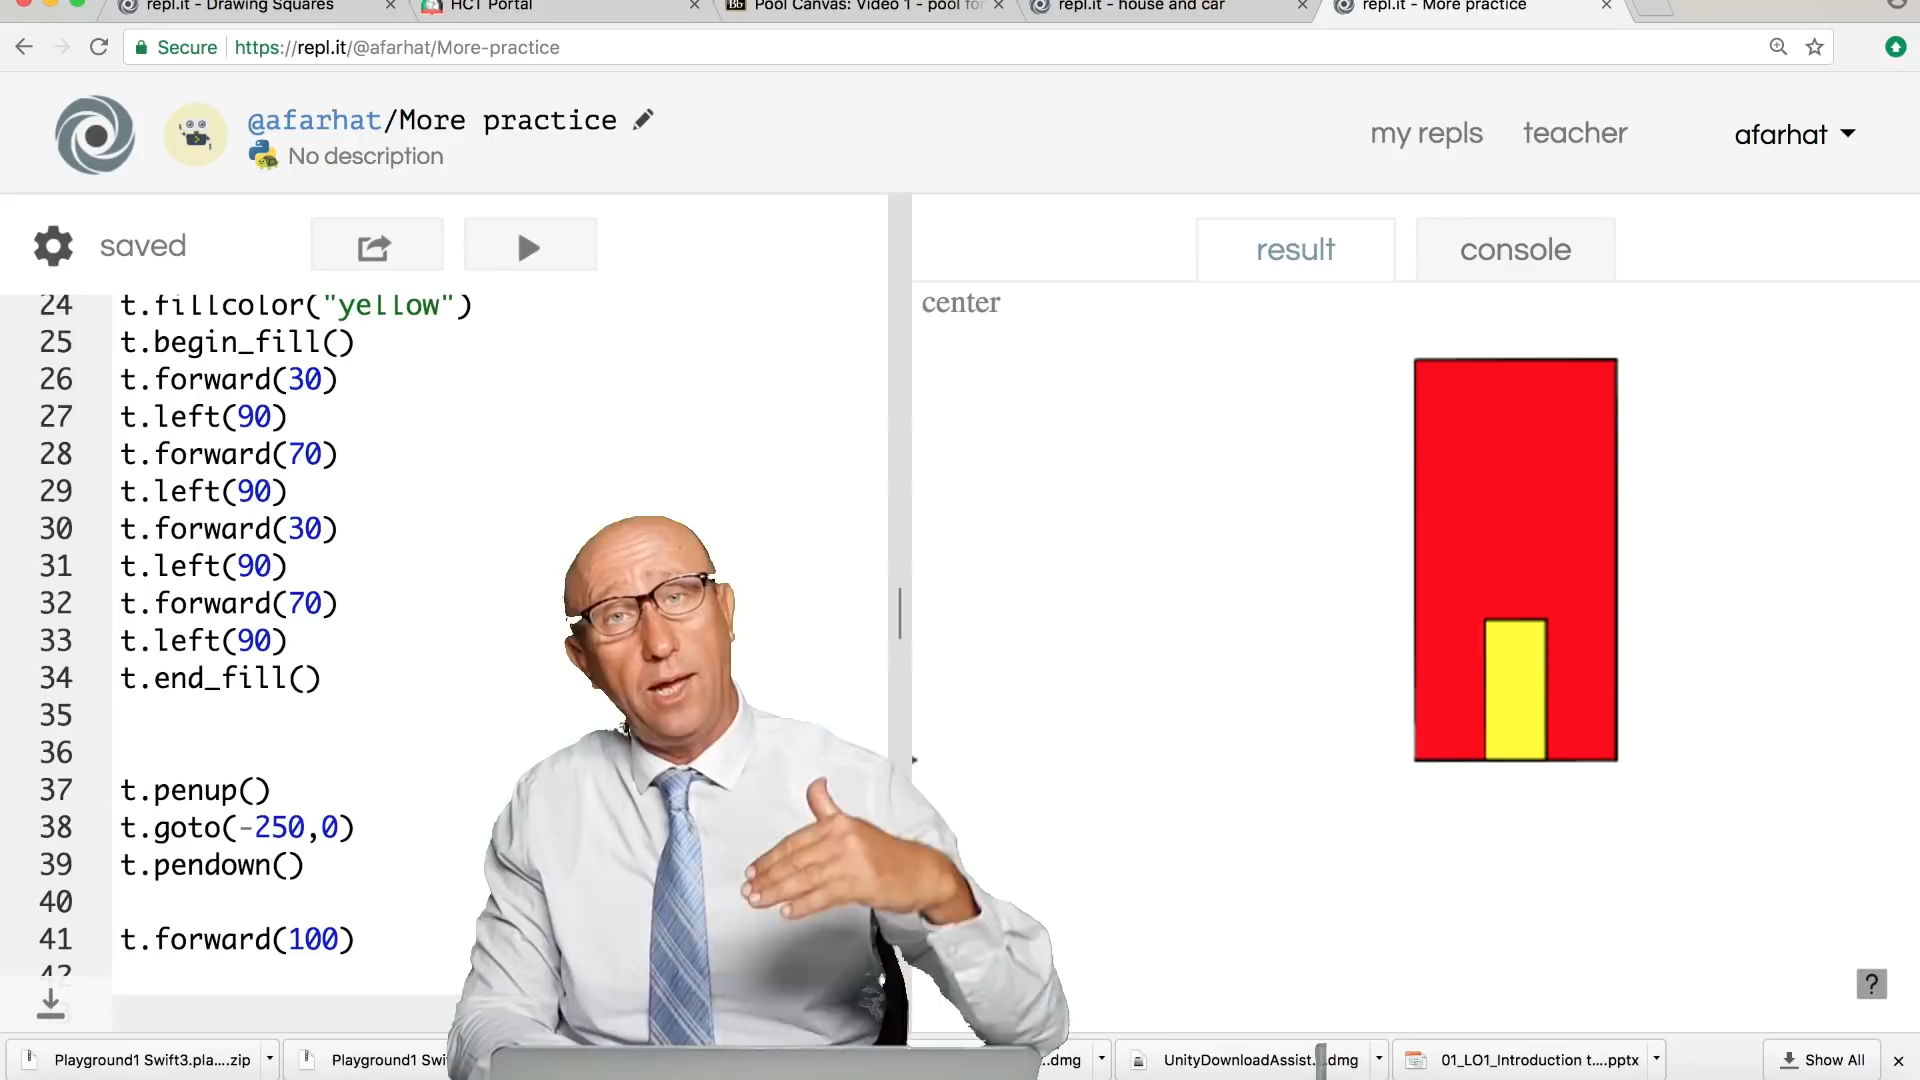 repl.it - Drawing Squares
HCT Portal
Pool Canvas: Video 1 - pool for
repl.it - house and car
repl.it - More practice
Secure https://repl.it/@afarhat/More-practice
@afarhat/More practice
No description
my repls teacher afarhat
saved
result console
24 t.fillcolor("yellow")
25 t.begin_fill()
26 t.forward(30)
27 t.left(90)
28 t.forward(70)
29 t.left(90)
30 t.forward(30)
31 t.left(90)
32 t.forward(70)
33 t.left(90)
34 t.end_fill()
35
36
37 t.penup()
38 t.goto(-250,0)
39 t.pendown()
40
41 t.forward(100)
42
center
?
Playground1 Swift3.pla....zip
Playground1 Swi
...dmg
UnityDownloadAssist....dmg
01_LO1_Introduction t....pptx
Show All